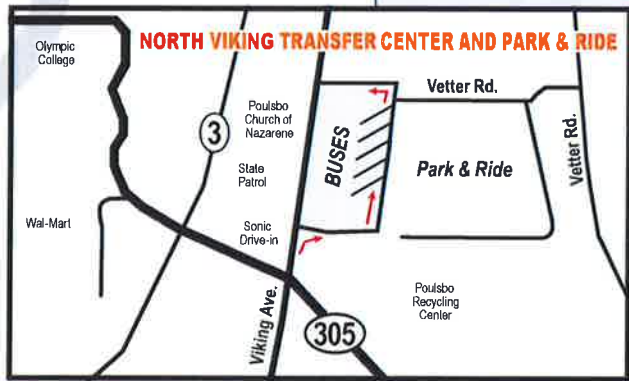 NORTH VIKING TRANSFER CENTER AND PARK & RIDE
Olympic
College
Vetter Rd.
Poulsbo
Church of
Nazarene
3
BUSES
Vetter Rd.
State
Patrol
Park & Ride
Wal-Mart
Sonic
Drive-in
Poulsbo
Recycling
Center
Viking Ave.
305